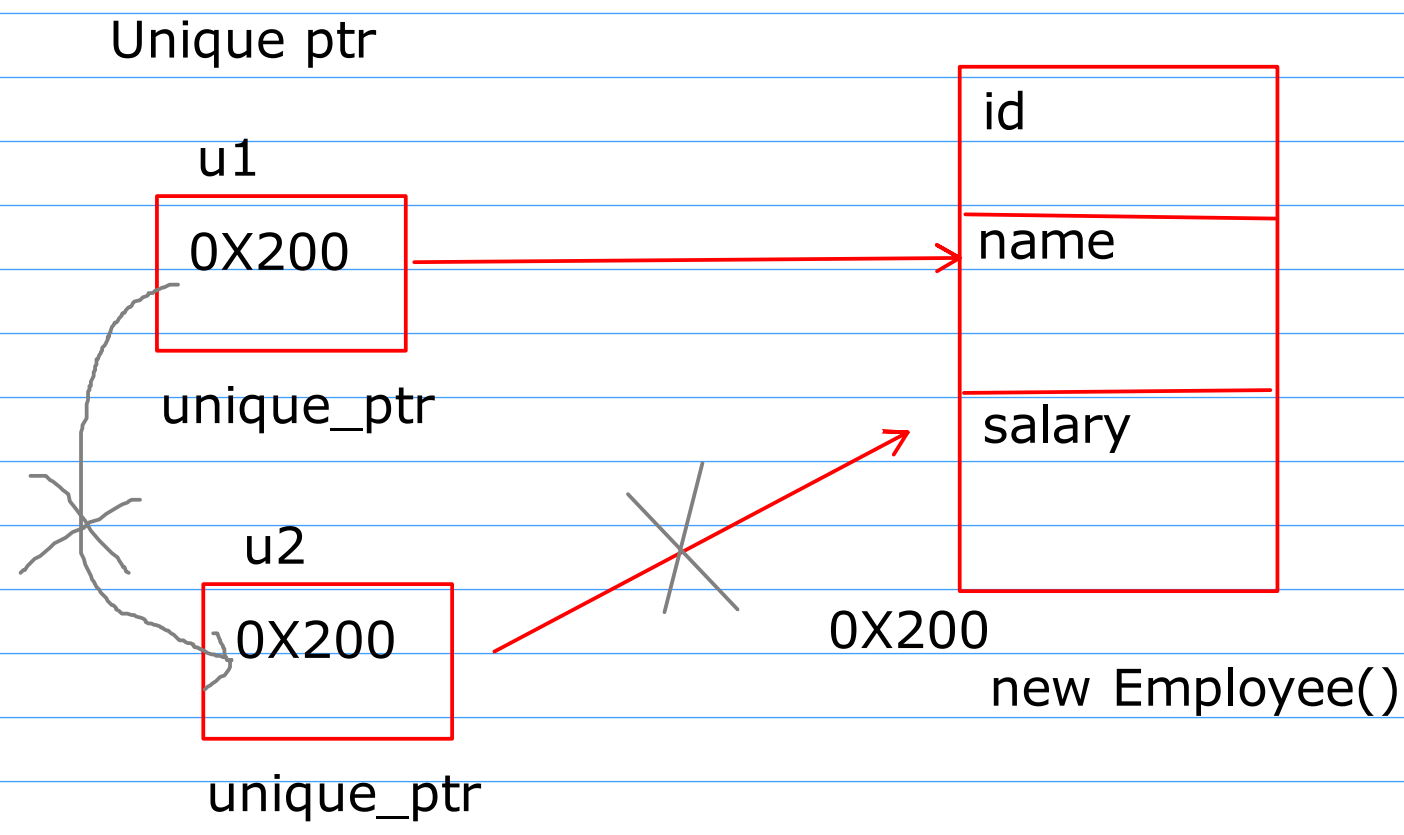 Unique ptr
id
u1
0X200
name
unique_ptr
salary
u2
0X200
0X200
new Employee()
unique_ptr